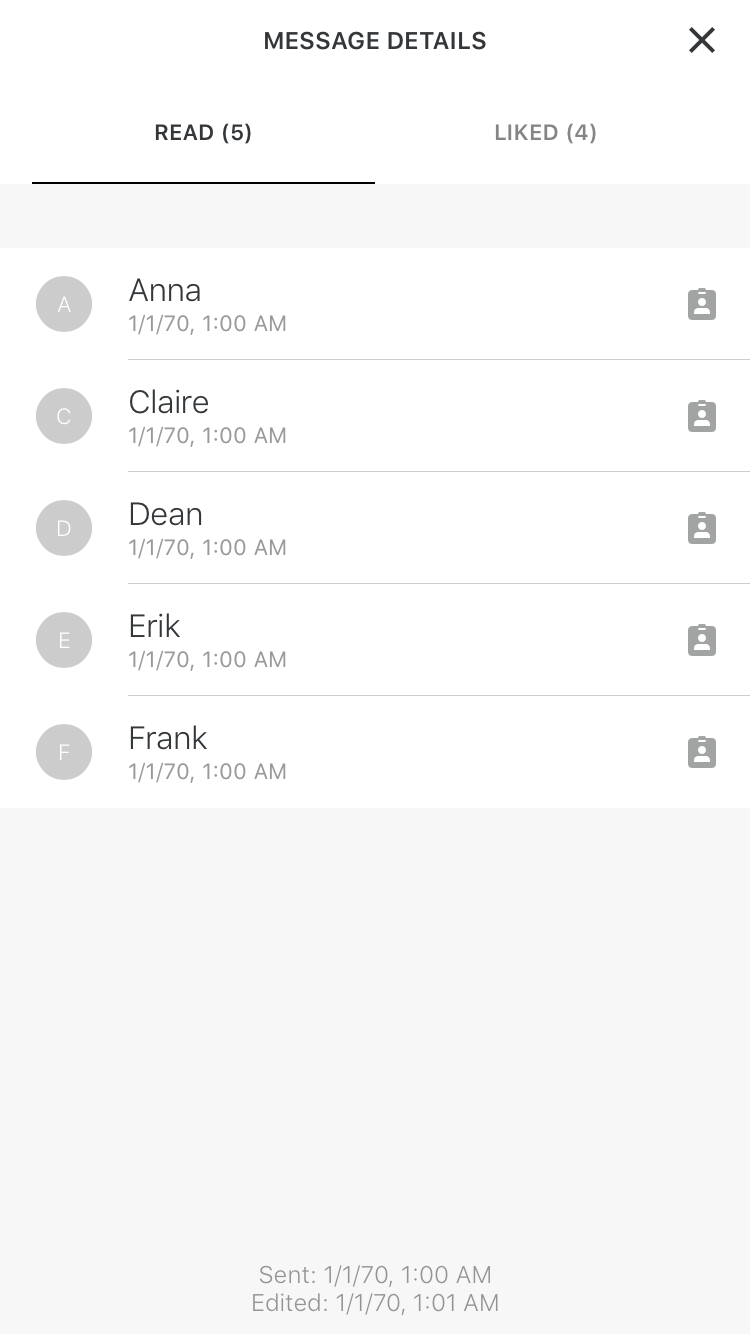 MESSAGE DETAILS
READ (5)
LIKED (4)
A
Anna
1/1/70, 1:00 AM
C
Claire
1/1/70, 1:00 AM
D
Dean
1/1/70, 1:00 AM
E
Erik
1/1/70, 1:00 AM
F
Frank
1/1/70, 1:00 AM
Sent: 1/1/70, 1:00 AM
Edited: 1/1/70, 1:01 AM